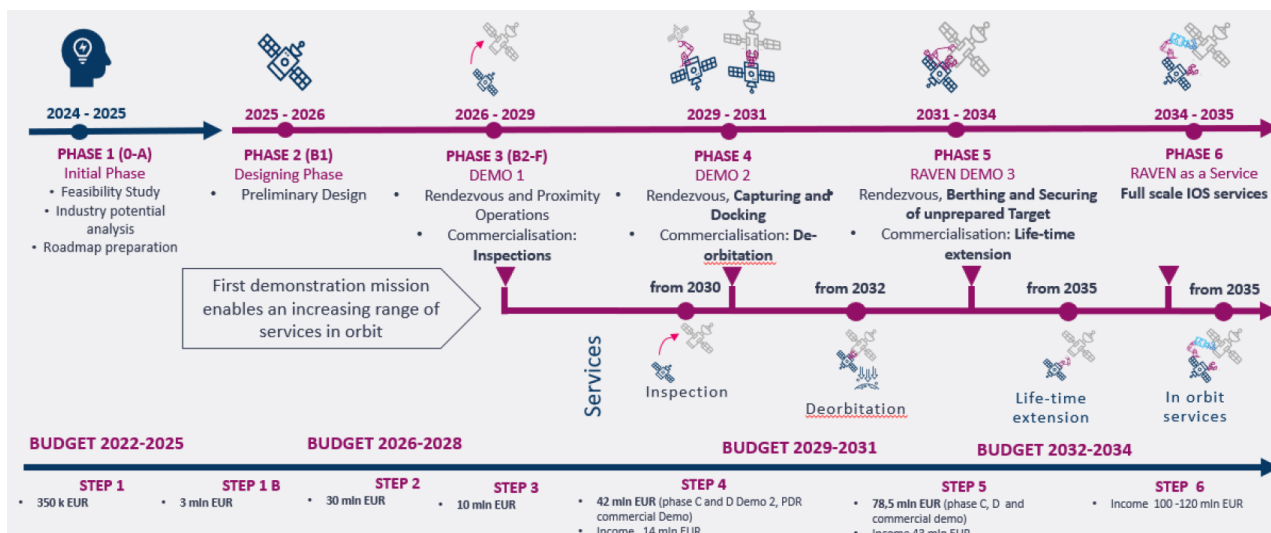 2024 - 2025
PHASE 1 (0-A)
Initial Phase
• Feasibility Study
• Industry potential
analysis
• Roadmap preparation
2025 - 2026
PHASE 2 (B1)
Designing Phase
• Preliminary Design
2026 - 2029
PHASE 3 (B2-F)
DEMO 1
• Rendezvous and Proximity
Operations
• Commercialisation:
Inspections
2029 - 2031
PHASE 4
DEMO 2
Rendezvous, Capturing and
Docking
• Commercialisation: De-
orbitation
2031 - 2034
PHASE 5
RAVEN DEMO 3
• Rendezvous, Berthing and Securing
of unprepared Target
• Commercialisation: Life-time
extension
2034 - 2035
PHASE 6
RAVEN as a Service
Full scale IOS services
First demonstration mission
enables an increasing range of
services in orbit
Services
from 2030
Inspection
from 2032
Deorbitation
from 2035
Life-time
extension
from 2035
In orbit
services
BUDGET 2022-2025
BUDGET 2026-2028
BUDGET 2029-2031
BUDGET 2032-2034
STEP 1
• 350 k EUR
STEP 1 B
• 3 mln EUR
STEP 2
• 30 mln EUR
STEP 3
• 10 mln EUR
STEP 4
• 42 mln EUR (phase C and D Demo 2, PDR
commercial Demo)
• Income 14 mln EUR
STEP 5
• 78,5 mln EUR (phase C, D and
commercial demo)
• Income 43 mln EUR
STEP 6
• Income 100 -120 mln EUR